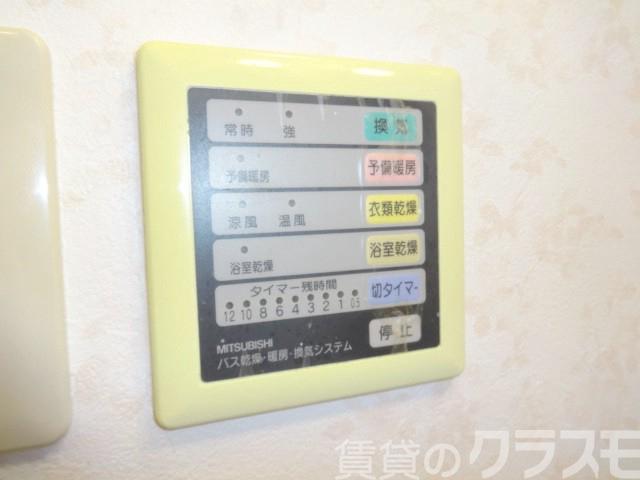 常時 強 換気
予備暖房 予備暖房
涼風 温風 衣類乾燥
浴室乾燥 浴室乾燥
タイマー残時間 切タイマー
12 10 8 6 4 3 2 1 0.5
停止
MITSUBISHI
バス乾燥・暖房・換気システム
賃貸のクラスモ